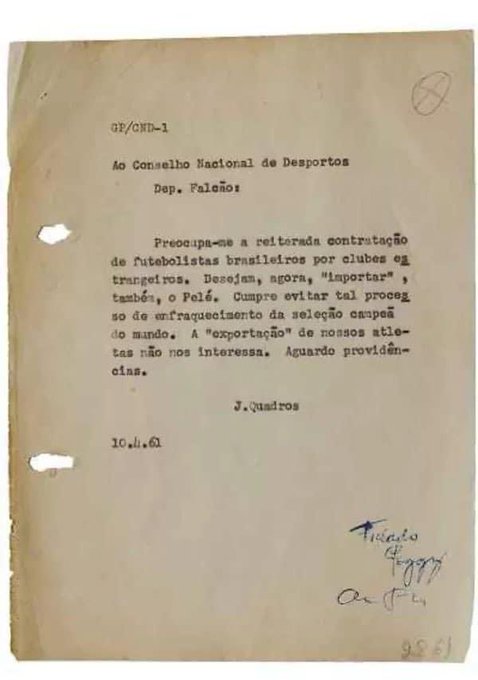 GP/CND-1
Ao Conselho Nacional de Desportos
Dep. Falcão:
Preocupa-me a reiterada contratação
de futebolistas brasileiros por clubes es
trangeiros. Desejam, agora, "importar" ,
também, o Pelé. Cumpre evitar tal proces
so de enfraquecimento da seleção campeã
do mundo. A "exportação" de nossos atle-
tas não nos interessa. Aguardo providên-
cias.
J.Quadros
10.4.61